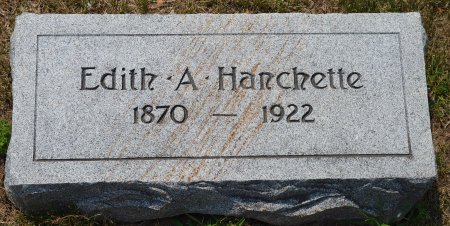 Edith · A · Hanchette
1870 — 1922